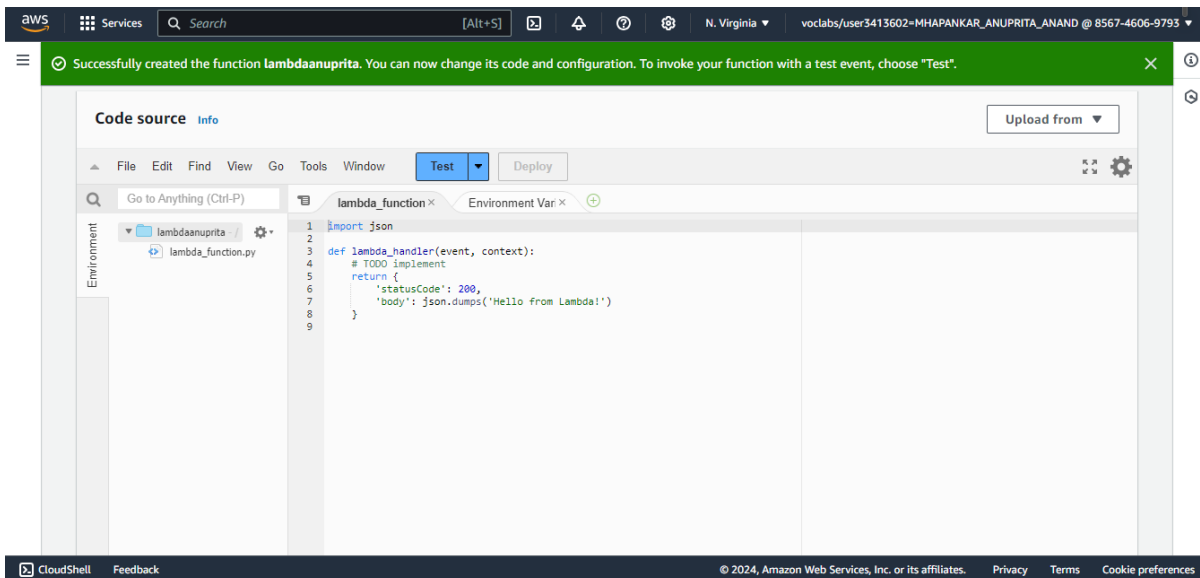 aws Services Search [Alt+S] N. Virginia voclabs/user3413602=MHAPANKAR_ANUPRITA_ANAND @ 8567-4606-9793
Successfully created the function lambdaanuprita. You can now change its code and configuration. To invoke your function with a test event, choose "Test".
Code source Info Upload from
File Edit Find View Go Tools Window Test Deploy
Go to Anything (Ctrl-P) lambda_function Environment Vari
Environment
lambdaanuprita - /
lambda_function.py
1 import json
2
3 def lambda_handler(event, context):
4 # TODO implement
5 return {
6 'statusCode': 200,
7 'body': json.dumps('Hello from Lambda!')
8 }
9
CloudShell Feedback © 2024, Amazon Web Services, Inc. or its affiliates. Privacy Terms Cookie preferences